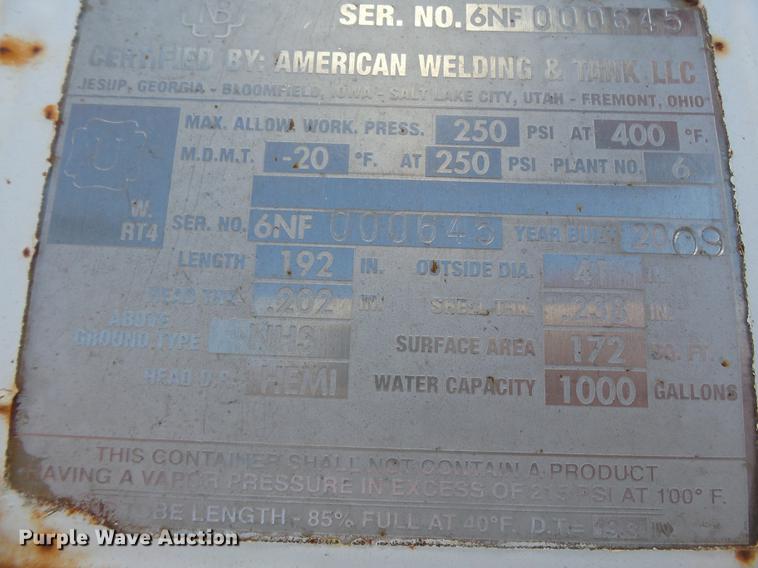 NB
SER. NO. 6NF 000645
CERTIFIED BY: AMERICAN WELDING & TANK LLC
JESUP, GEORGIA - BLOOMFIELD, IOWA - SALT LAKE CITY, UTAH - FREMONT, OHIO
MAX. ALLOW. WORK. PRESS. 250 PSI AT 400 °F.
U M.D.M.T. -20 °F. AT 250 PSI PLANT NO. 6
W.
RT4
SER. NO. 6NF 000645 YEAR BUILT 2009
LENGTH 192 IN. OUTSIDE DIA. 41 IN.
HEAD THK. .202 IN. SHELL THK. IN.
ABOVE
GROUND TYPE NH3 SURFACE AREA 172 SQ. FT.
HEAD HEMI WATER CAPACITY 1000 GALLONS
THIS CONTAINER SHALL NOT CONTAIN A PRODUCT
HAVING A VAPOR PRESSURE IN EXCESS OF 215 PSI AT 100° F.
TUBE LENGTH - 85% FULL AT 40°F. D.T.=
Purple Wave Auction